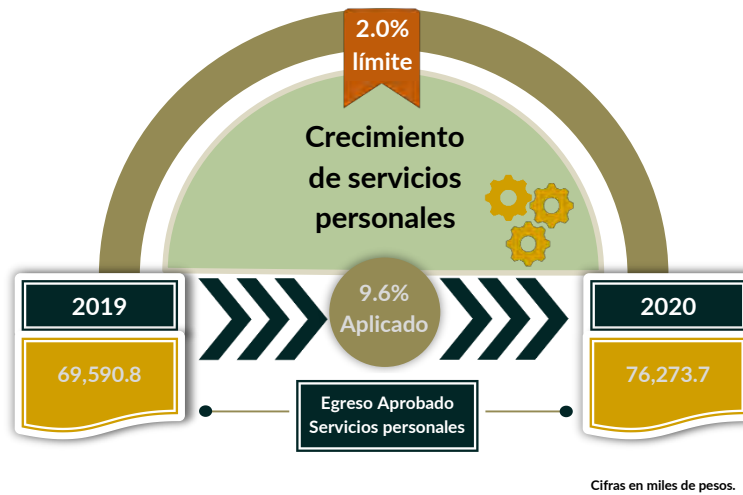 2.0%
límite
Crecimiento
de servicios
personales
2019
9.6%
Aplicado
2020
69,590.8
76,273.7
Egreso Aprobado
Servicios personales
Cifras en miles de pesos.